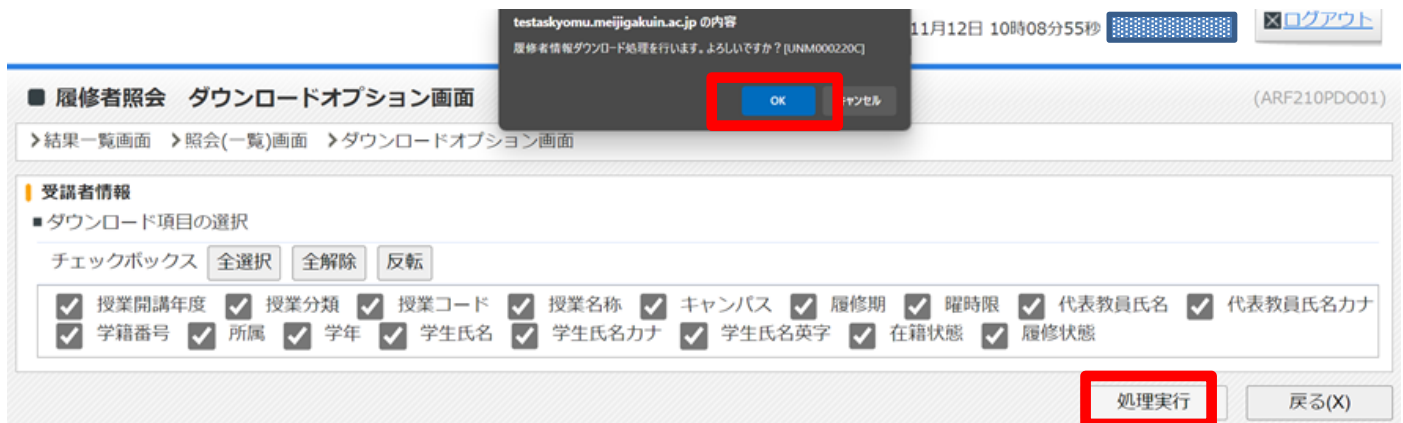 testaskyomu.meijigakuin.ac.jp の内容
履修者情報ダウンロード処理を行います。よろしいですか？[UNM000220C]
OK
キャンセル
11月12日 10時08分55秒
ログアウト
■ 履修者照会 ダウンロードオプション画面
(ARF210PDO01)
>結果一覧画面 >照会(一覧)画面 >ダウンロードオプション画面
受講者情報
■ダウンロード項目の選択
チェックボックス 全選択 全解除 反転
授業開講年度 授業分類 授業コード 授業名称 キャンパス 履修期 曜時限 代表教員氏名 代表教員氏名カナ
学籍番号 所属 学年 学生氏名 学生氏名カナ 学生氏名英字 在籍状態 履修状態
処理実行 戻る(X)